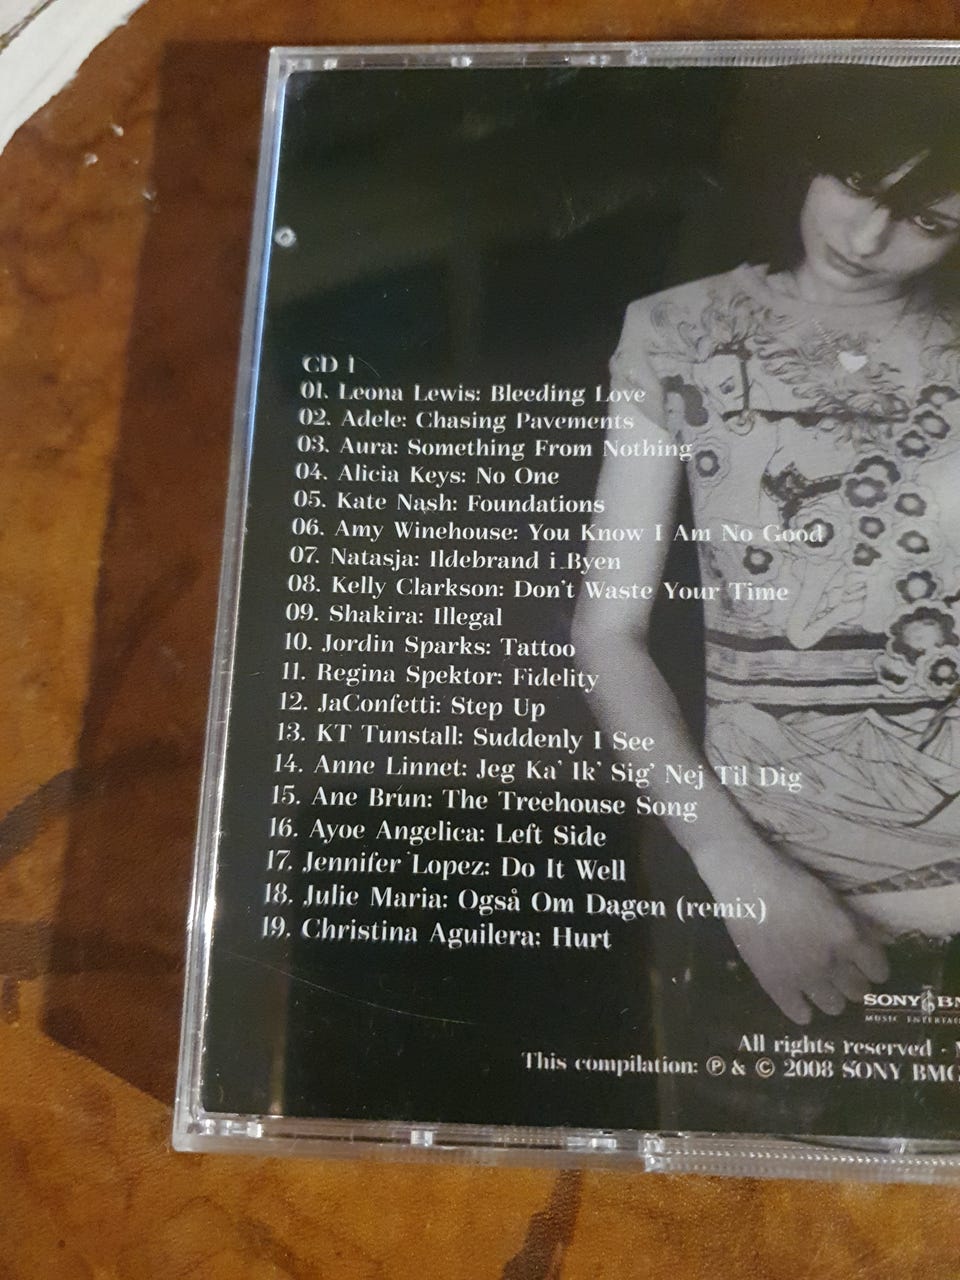 CD 1
01. Leona Lewis: Bleeding Love
02. Adele: Chasing Pavements
03. Aura: Something From Nothing
04. Alicia Keys: No One
05. Kate Nash: Foundations
06. Amy Winehouse: You Know I Am No Good
07. Natasja: Ildebrand i Byen
08. Kelly Clarkson: Don't Waste Your Time
09. Shakira: Illegal
10. Jordin Sparks: Tattoo
11. Regina Spektor: Fidelity
12. JaConfetti: Step Up
13. KT Tunstall: Suddenly I See
14. Anne Linnet: Jeg Ka' Ik' Sig' Nej Til Dig
15. Ane Brun: The Treehouse Song
16. Ayoe Angelica: Left Side
17. Jennifer Lopez: Do It Well
18. Julie Maria: Også Om Dagen (remix)
19. Christina Aguilera: Hurt
SONY
MUSIC
All rights reserved ·
This compilation: ℗ & © 2008 SONY BMG